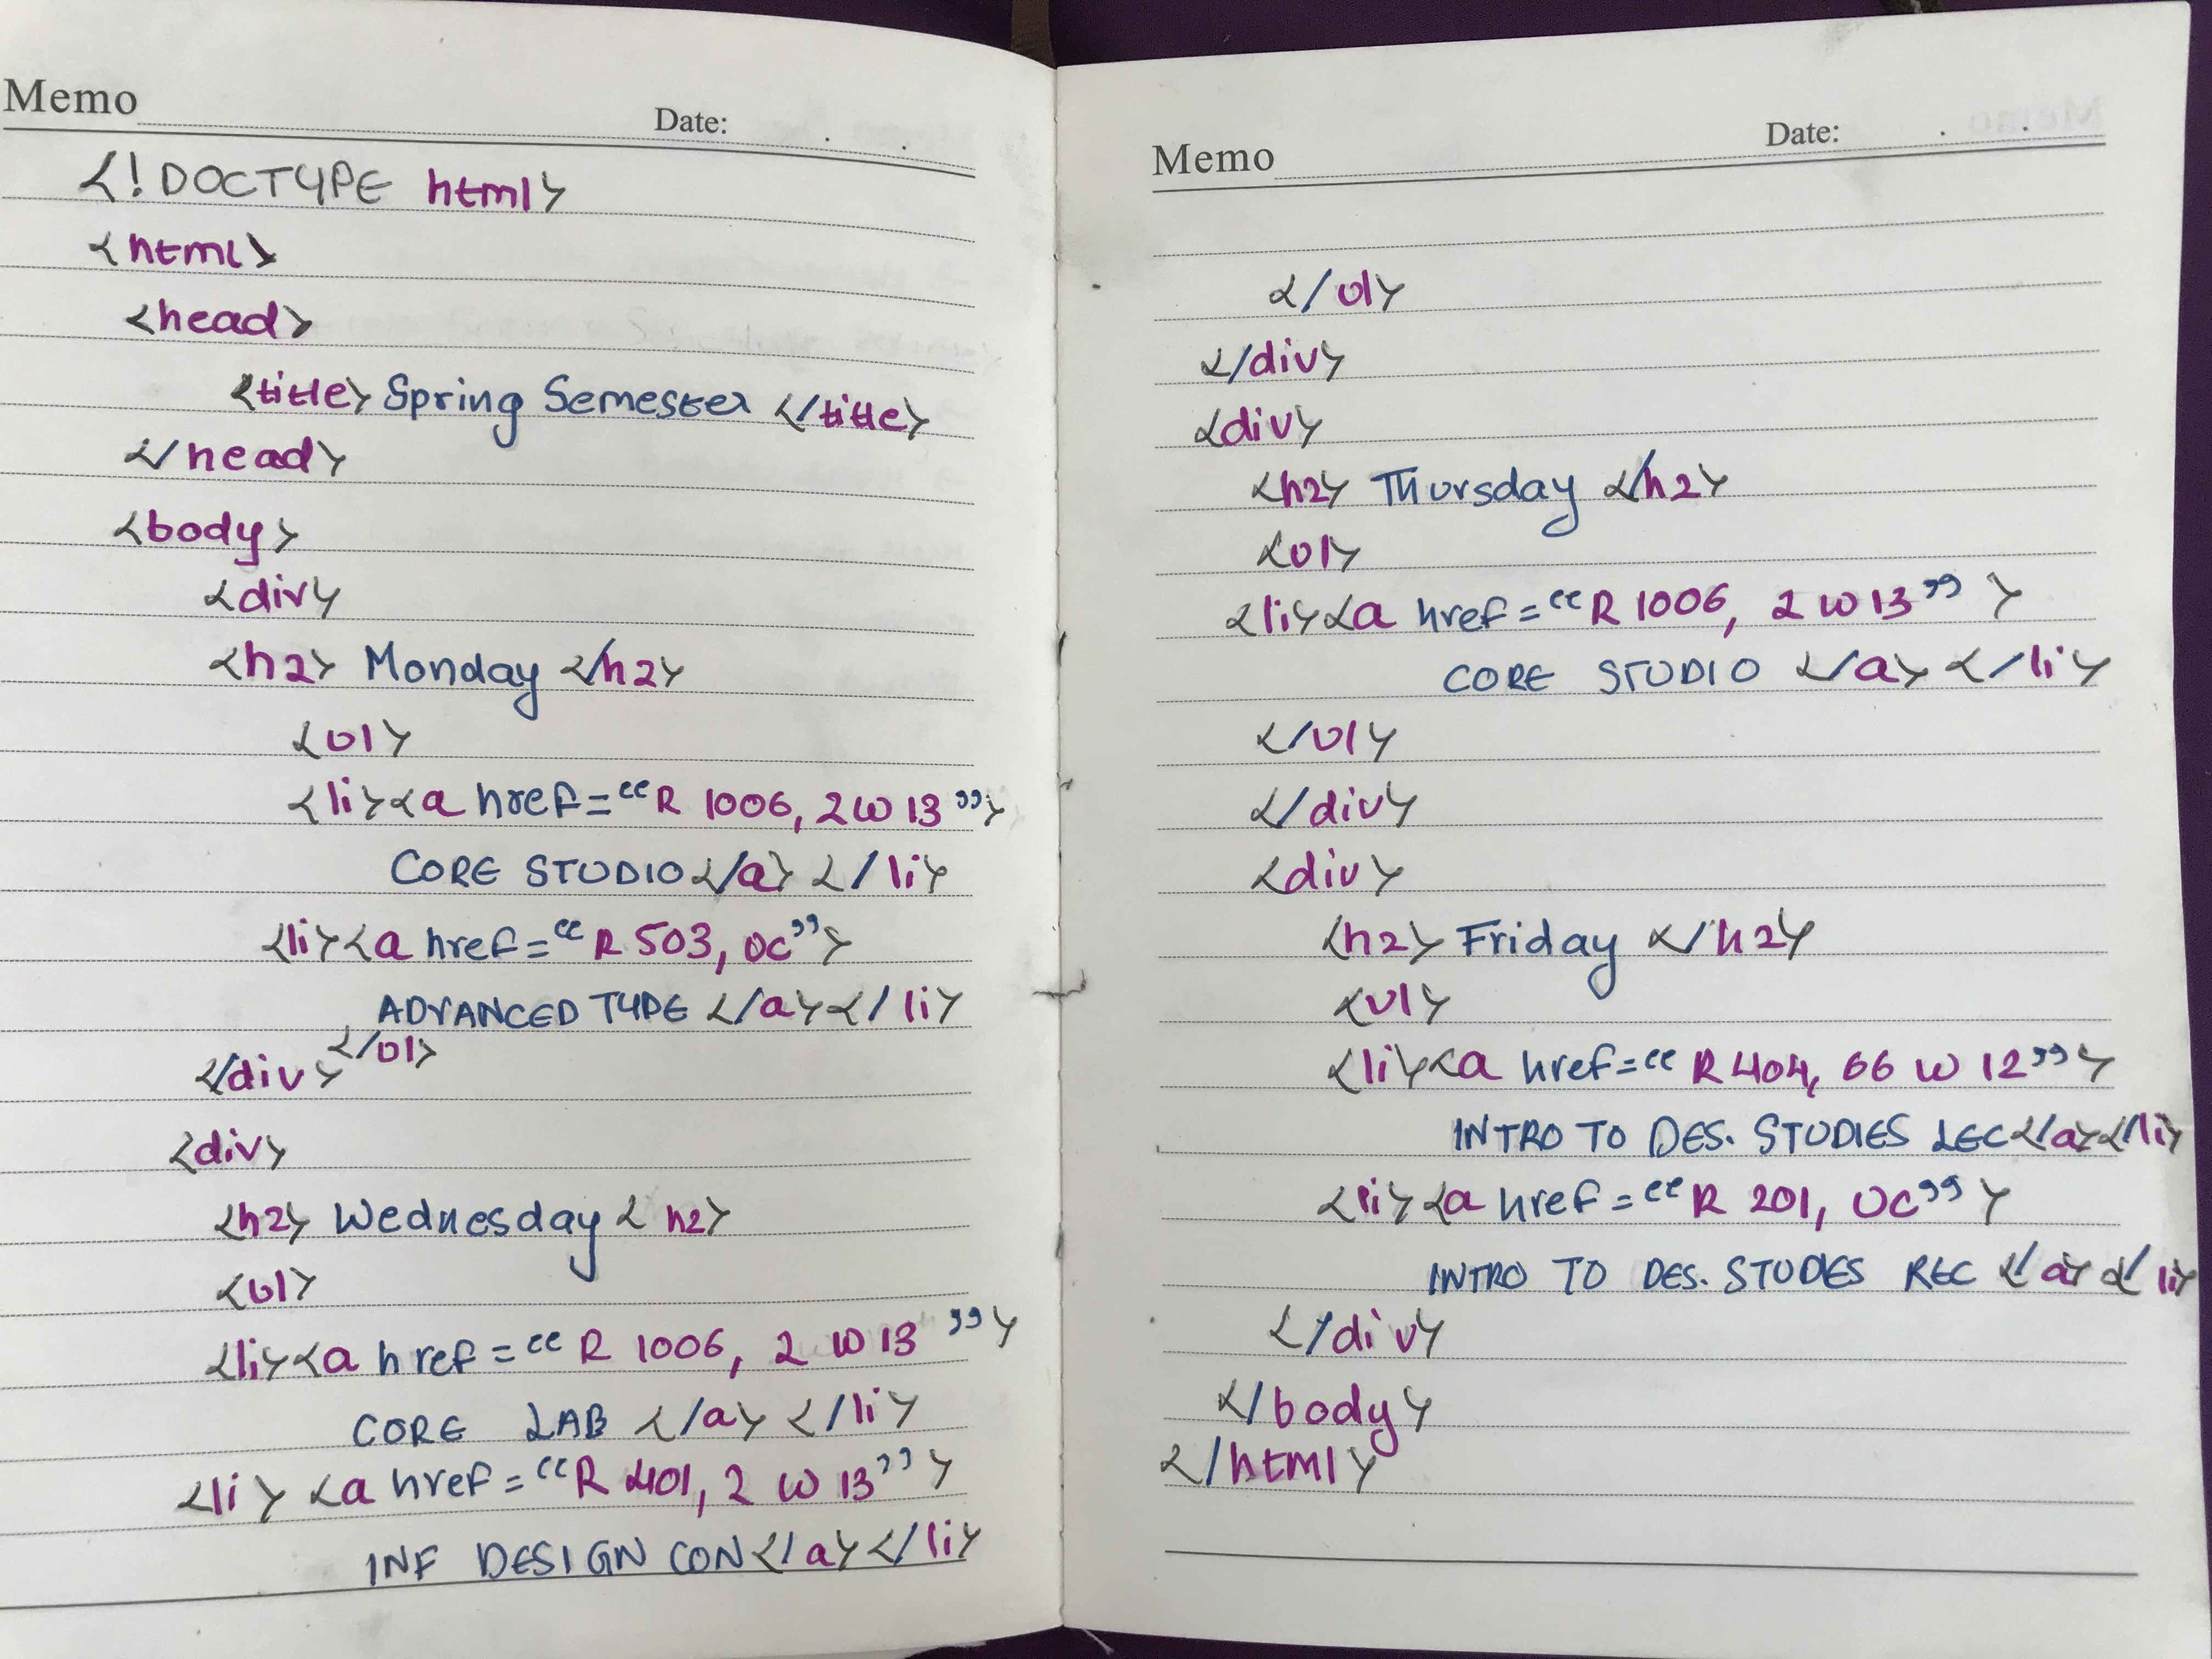 Memo
Date:
<!DOCTYPE html>
<html>
<head>
<title>Spring Semester </title>
</head>
<body>
<div>
<h2> Monday </h2>
<ol>
<li><a href="R 1006, 2W 13">
CORE STUDIO</a> </li>
<li><a href="R 503, OC">
ADVANCED TYPE </a></li>
</ol>
</div>
<div>
<h2> Wednesday < h2>
<ol>
<li><a href="R 1006, 2 W 13">
CORE LAB </a> </li>
<li> <a href="R 401, 2 W 13">
INF DESIGN CON</a></li>
Memo
Date:
</ol>
</div>
<div>
<h2> Thursday </h2>
<ol>
<li><a href="R 1006, 2 W 13">
CORE STUDIO </a> </li>
</ol>
</div>
<div>
<h2> Friday </h2>
<ol>
<li><a href="R 404, 66 W 12">
INTRO TO DES. STUDIES LEC</a></li>
<li><a href="R 201, OC">
INTRO TO DES. STUDES REC </a></li>
</div>
</body>
</html>